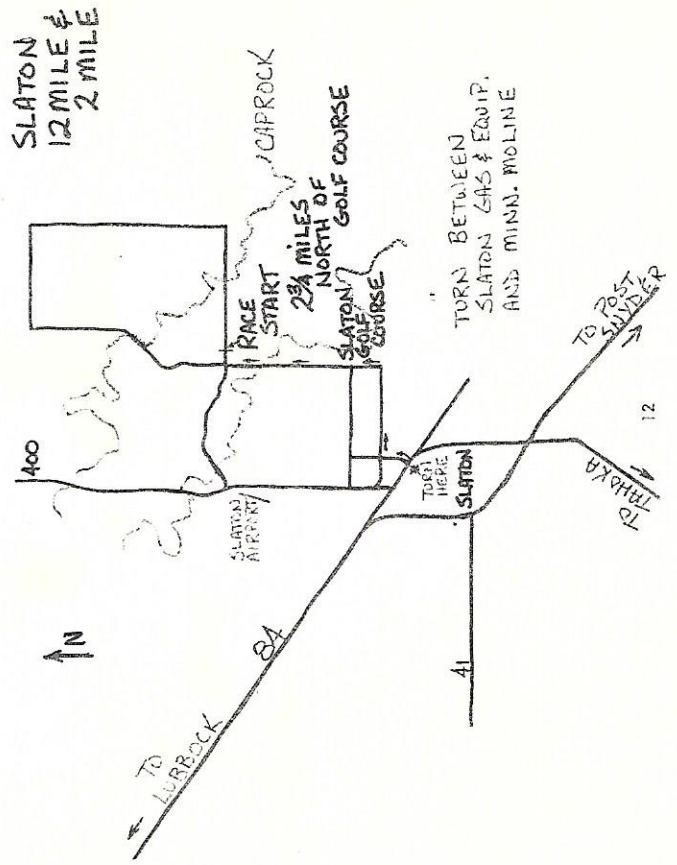 SLATON
12 MILE &
2 MILE
400
CAPROCK
RACE
START
2¾ MILES
NORTH OF
GOLF COURSE
SLATON
GOLF
COURSE
SLATON
AIRPORT
N
84
TO
LUBBOCK
TURN
HERE
SLATON
41
TURN BETWEEN
SLATON GAS & EQUIP.
AND MINN. MOLINE
TO POST
SNYDER
TO
TAHOKA
12